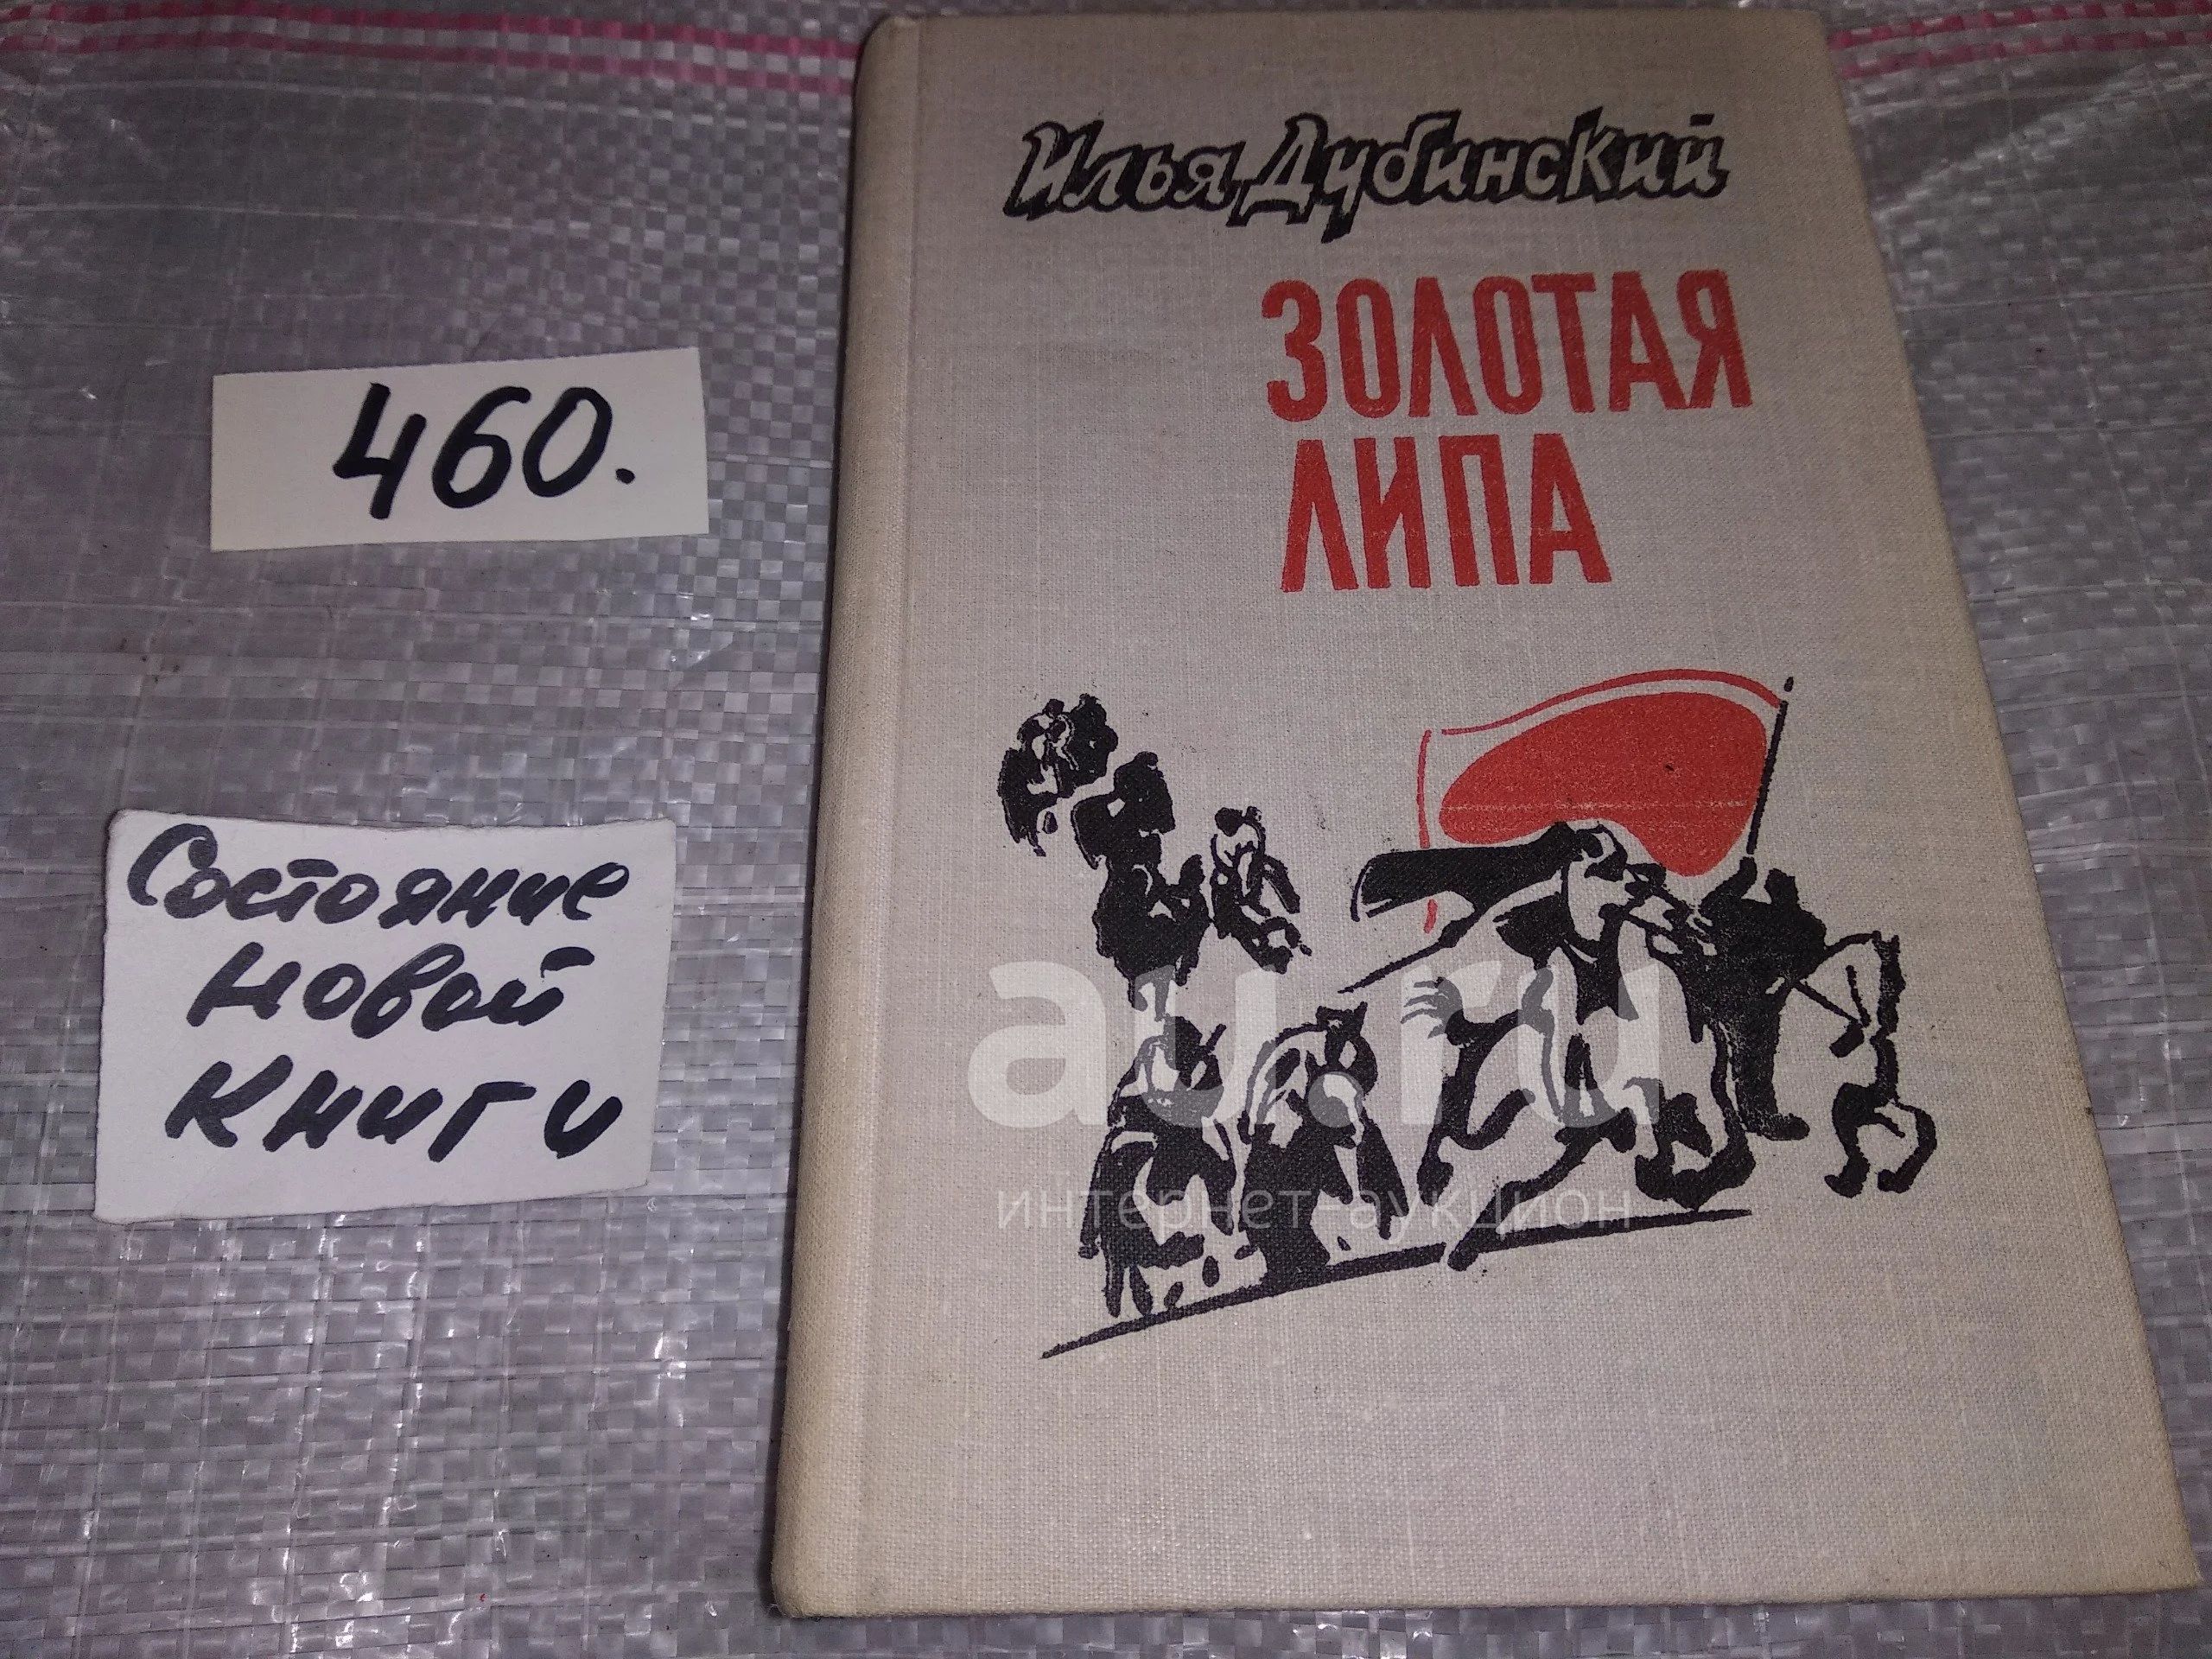 Илья Дубинский
ЗОЛОТАЯ
ЛИПА
460.
Состояние
новой
книги
au.ru
интернет-аукцион